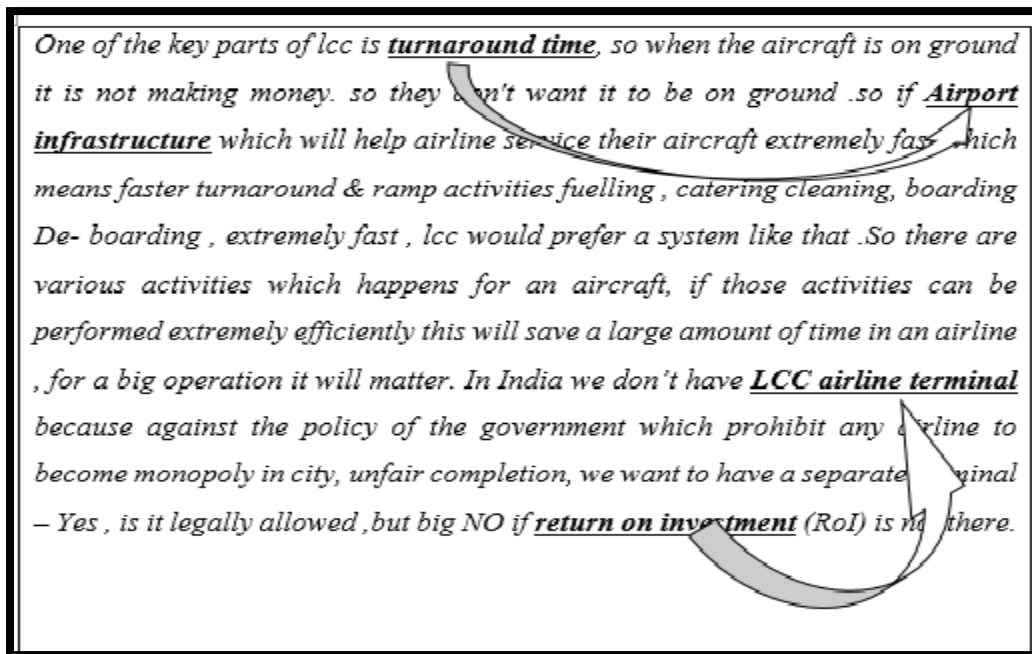 One of the key parts of lcc is turnaround time, so when the aircraft is on ground
it is not making money. so they don't want it to be on ground .so if Airport
infrastructure which will help airline service their aircraft extremely fast which
means faster turnaround & ramp activities fuelling , catering cleaning, boarding
De- boarding , extremely fast , lcc would prefer a system like that .So there are
various activities which happens for an aircraft, if those activities can be
performed extremely efficiently this will save a large amount of time in an airline
, for a big operation it will matter. In India we don't have LCC airline terminal
because against the policy of the government which prohibit any airline to
become monopoly in city, unfair completion, we want to have a separate terminal
– Yes , is it legally allowed ,but big NO if return on investment (RoI) is not there.